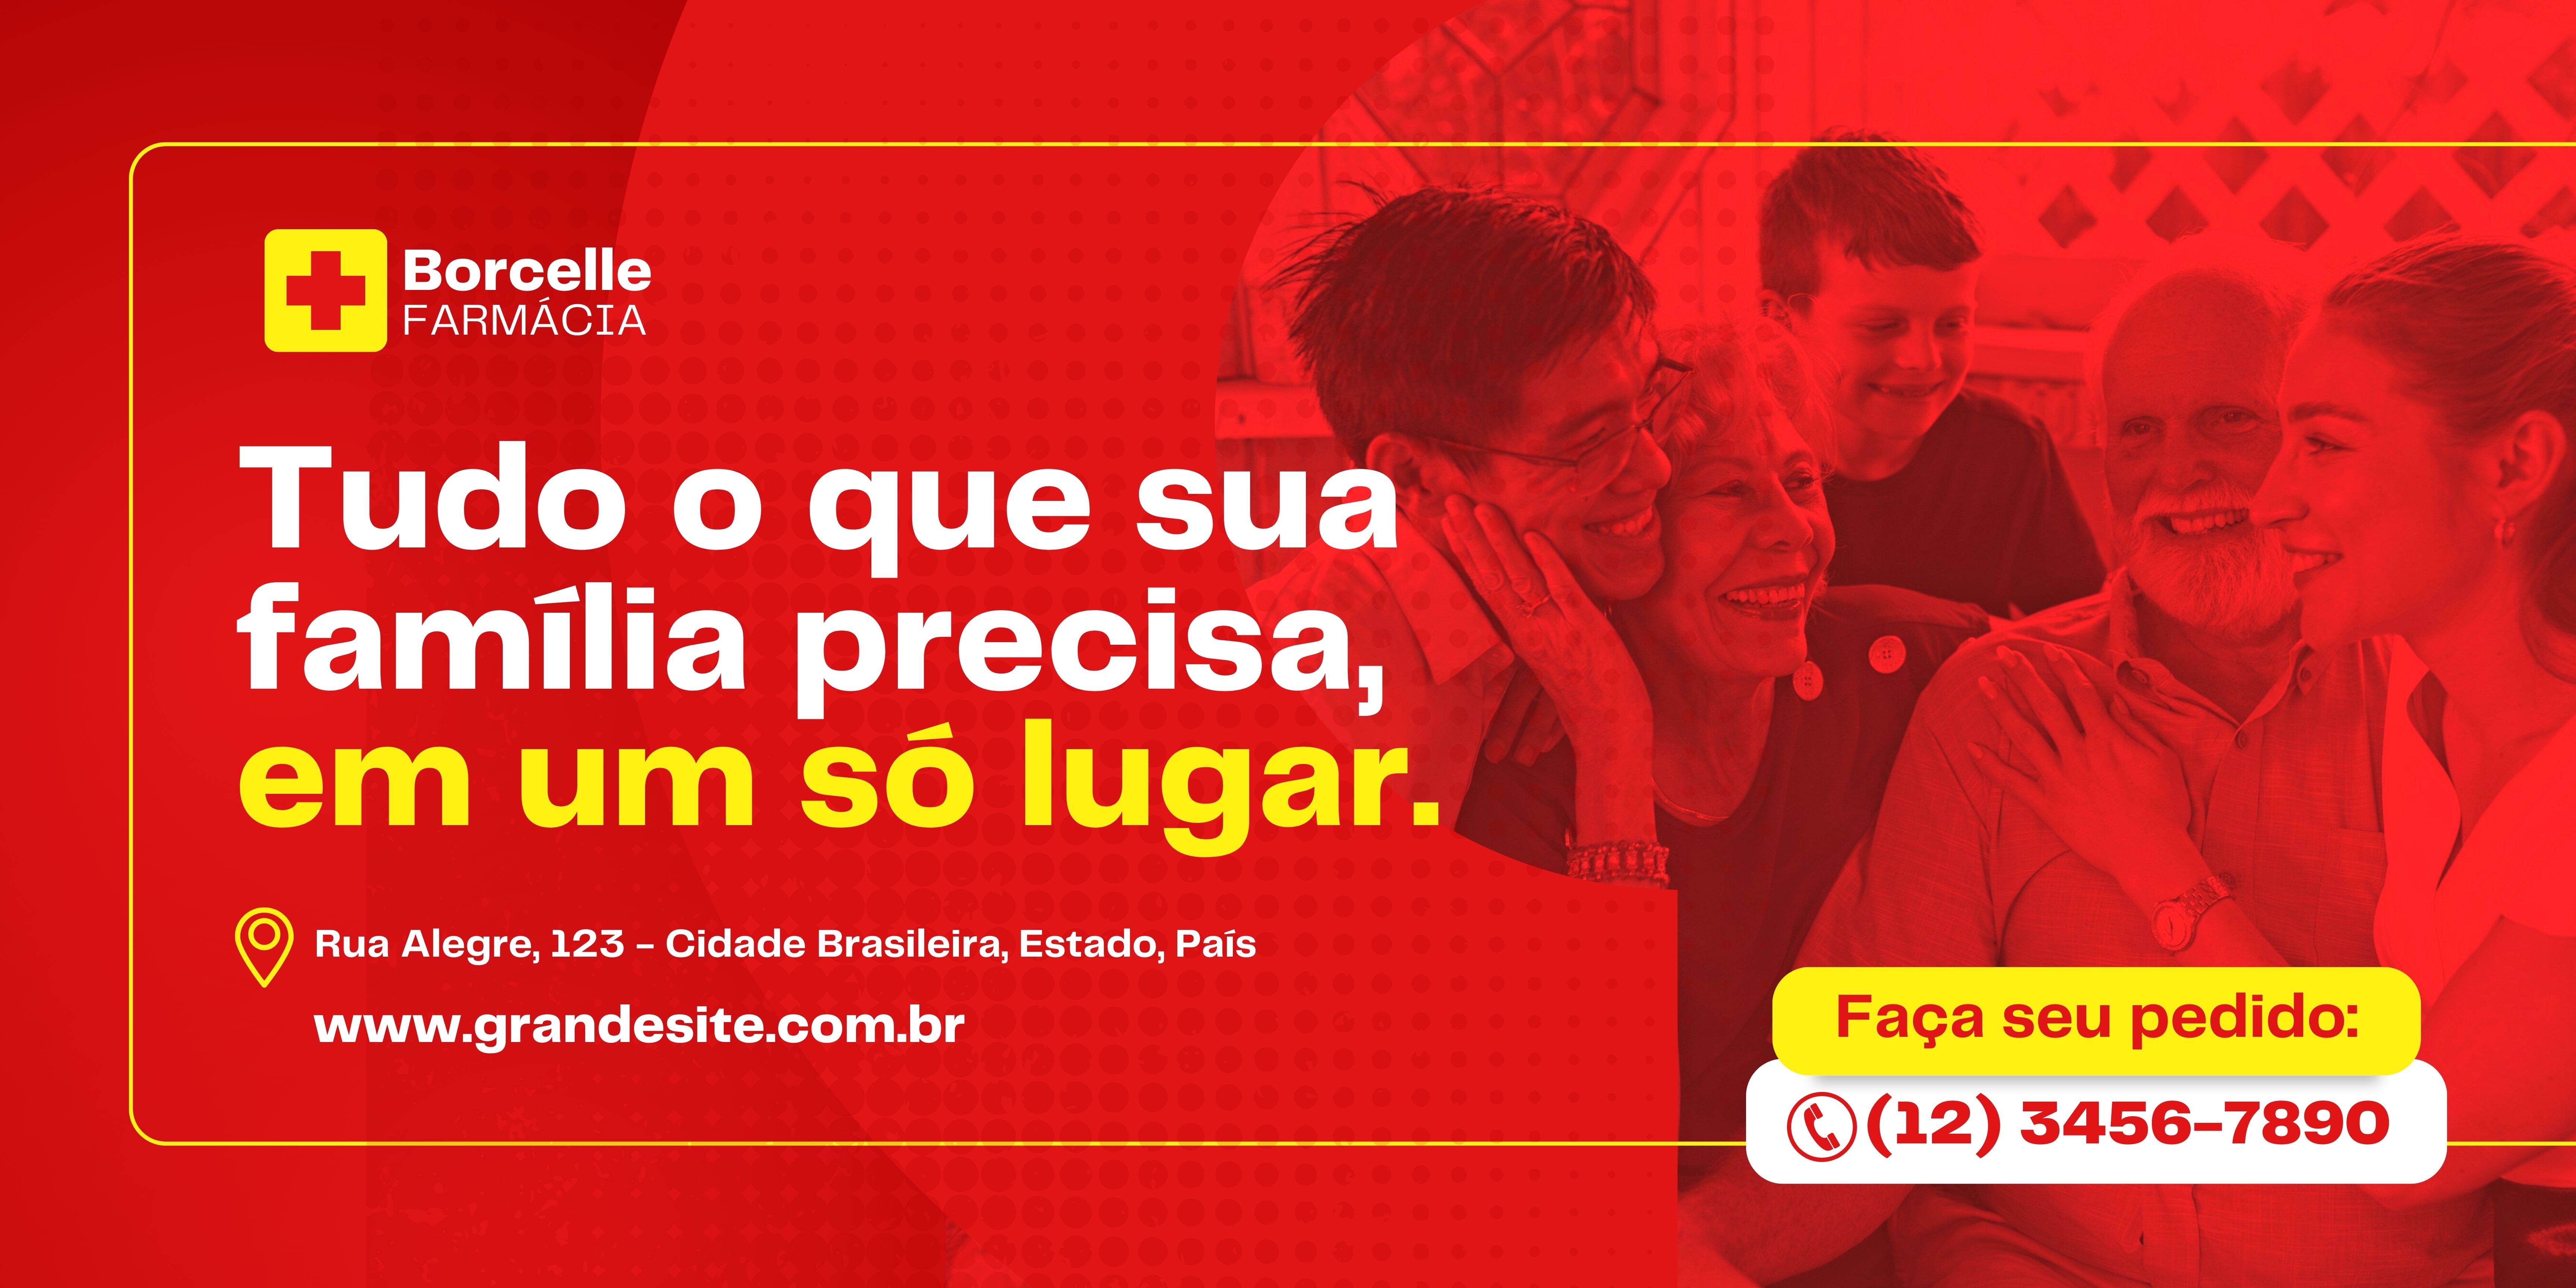 Borcelle
FARMÁCIA
Tudo o que sua
família precisa,
em um só lugar.
Rua Alegre, 123 - Cidade Brasileira, Estado, País
www.grandesite.com.br
Faça seu pedido:
(12) 3456-7890